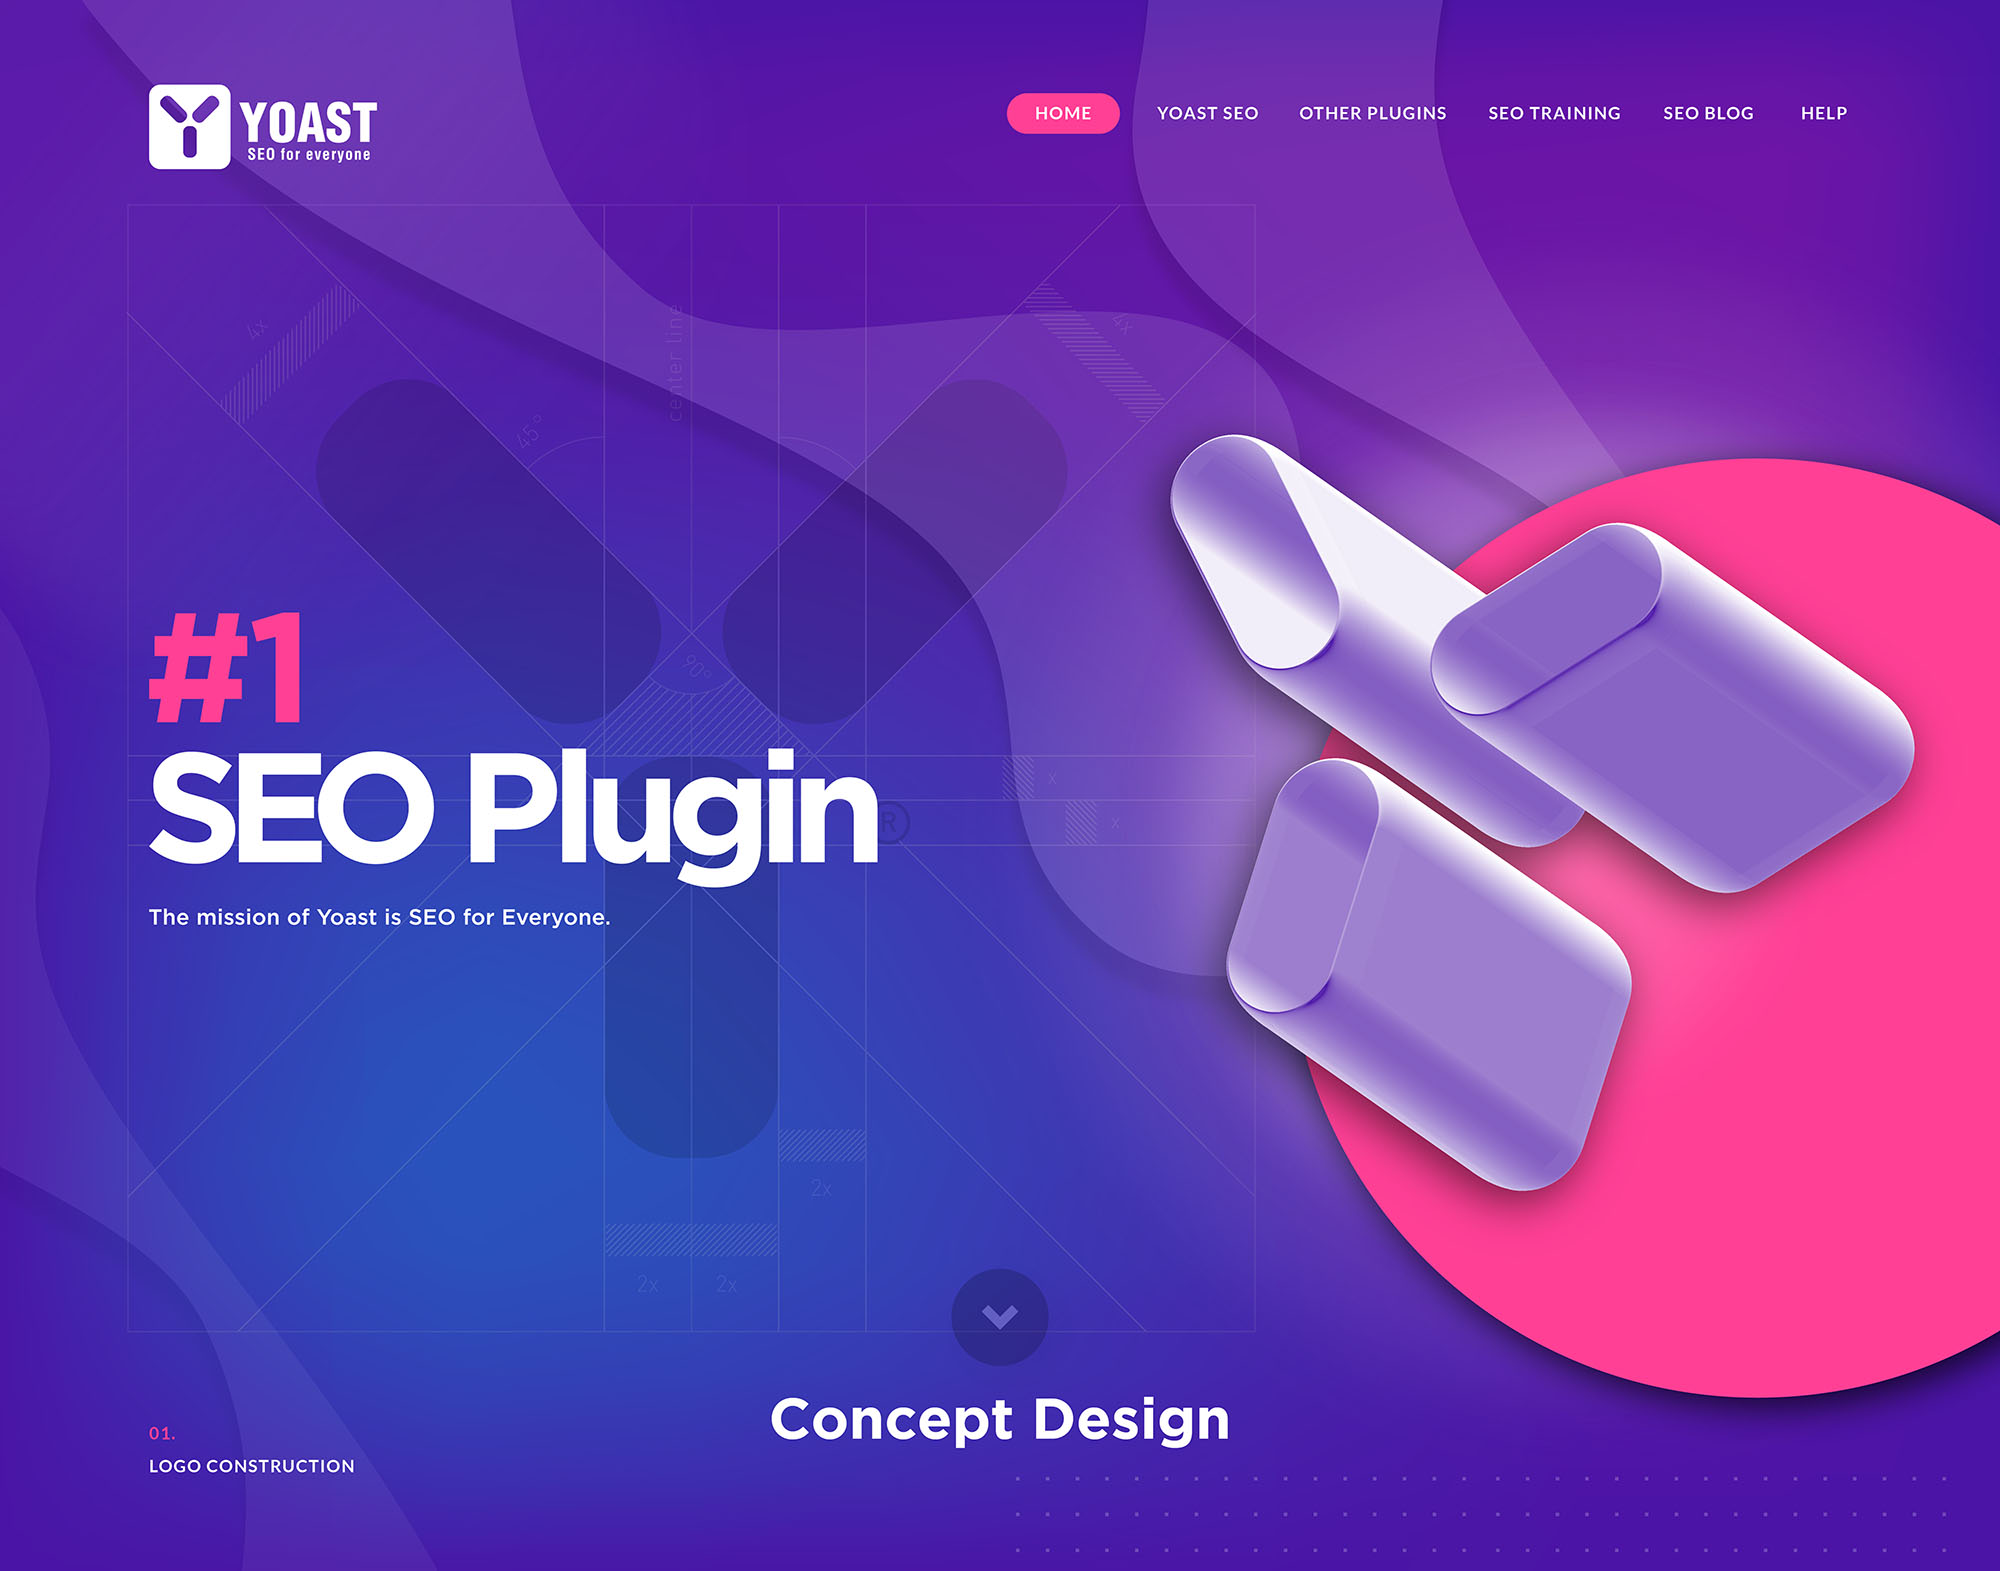 YOAST
SEO for everyone
HOME
YOAST SEO
OTHER PLUGINS
SEO TRAINING
SEO BLOG
HELP
4x
center line
4x
45°
90°
#1
SEO Plugin
®
x
x
The mission of Yoast is SEO for Everyone.
2x
2x
2x
Concept Design
01.
LOGO CONSTRUCTION